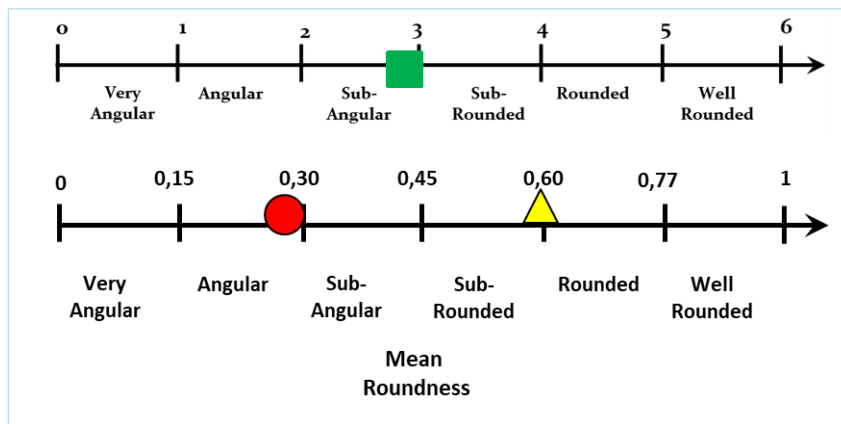 0 1 2 3 4 5 6
Very Angular Sub- Sub- Rounded Well
Angular Angular Rounded Rounded
0 0,15 0,30 0,45 0,60 0,77 1
Very Angular Sub- Sub- Rounded Well
Angular Angular Rounded Rounded
Mean
Roundness